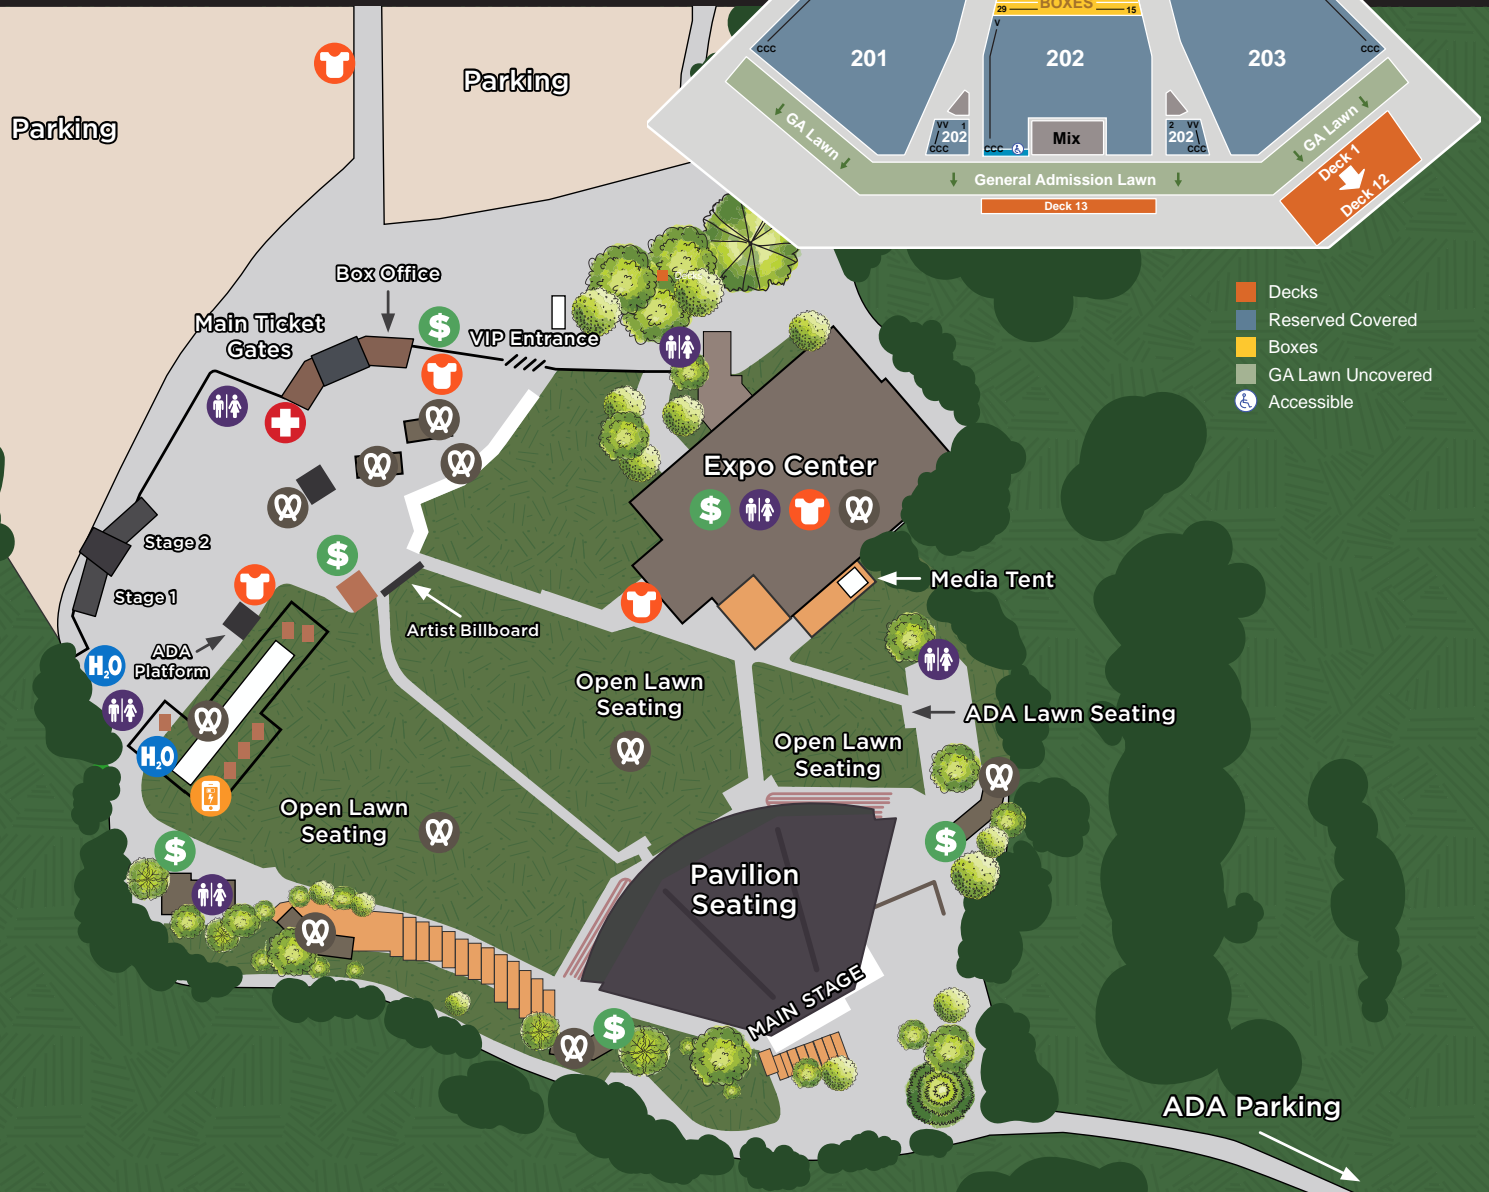 BOXES
29
15
V
CCC
201
202
203
CCC
GA Lawn
VV
1
202
CCC
CCC
Mix
2
VV
202
CCC
GA Lawn
General Admission Lawn
Deck 13
Deck 1
Deck 12
Decks
Reserved Covered
Boxes
GA Lawn Uncovered
Accessible
Parking
Parking
Box Office
Main Ticket
Gates
$
VIP Entrance
Expo Center
$
Stage 2
Stage 1
$
Media Tent
Artist Billboard
ADA
Platform
H2O
H2O
Open Lawn
Seating
ADA Lawn Seating
Open Lawn
Seating
Open Lawn
Seating
$
$
Pavilion
Seating
MAIN STAGE
$
ADA Parking